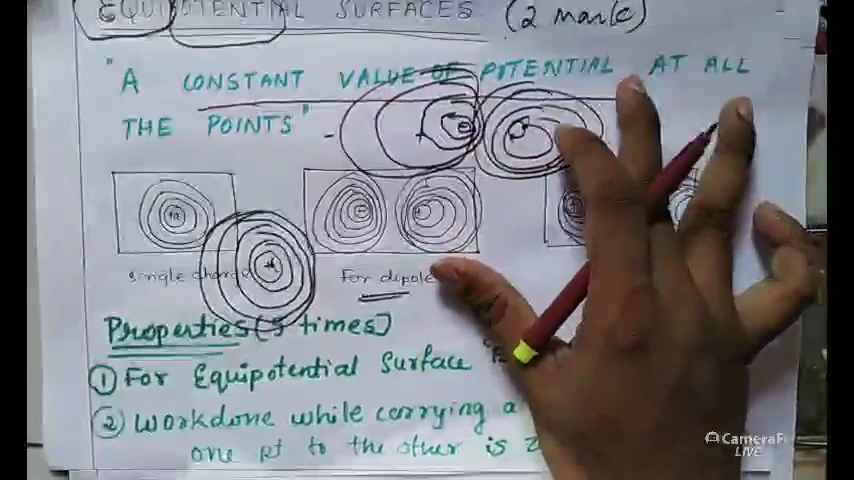 EQUIPOTENTIAL SURFACES. (2 mark)
"A CONSTANT VALUE OF POTENTIAL AT ALL
THE POINTS" -
Single charge
For dipole
Properties (5 times)
① For Equipotential Surface
② Workdone while carrying a
one pt to the other is
CameraFi
LIVE